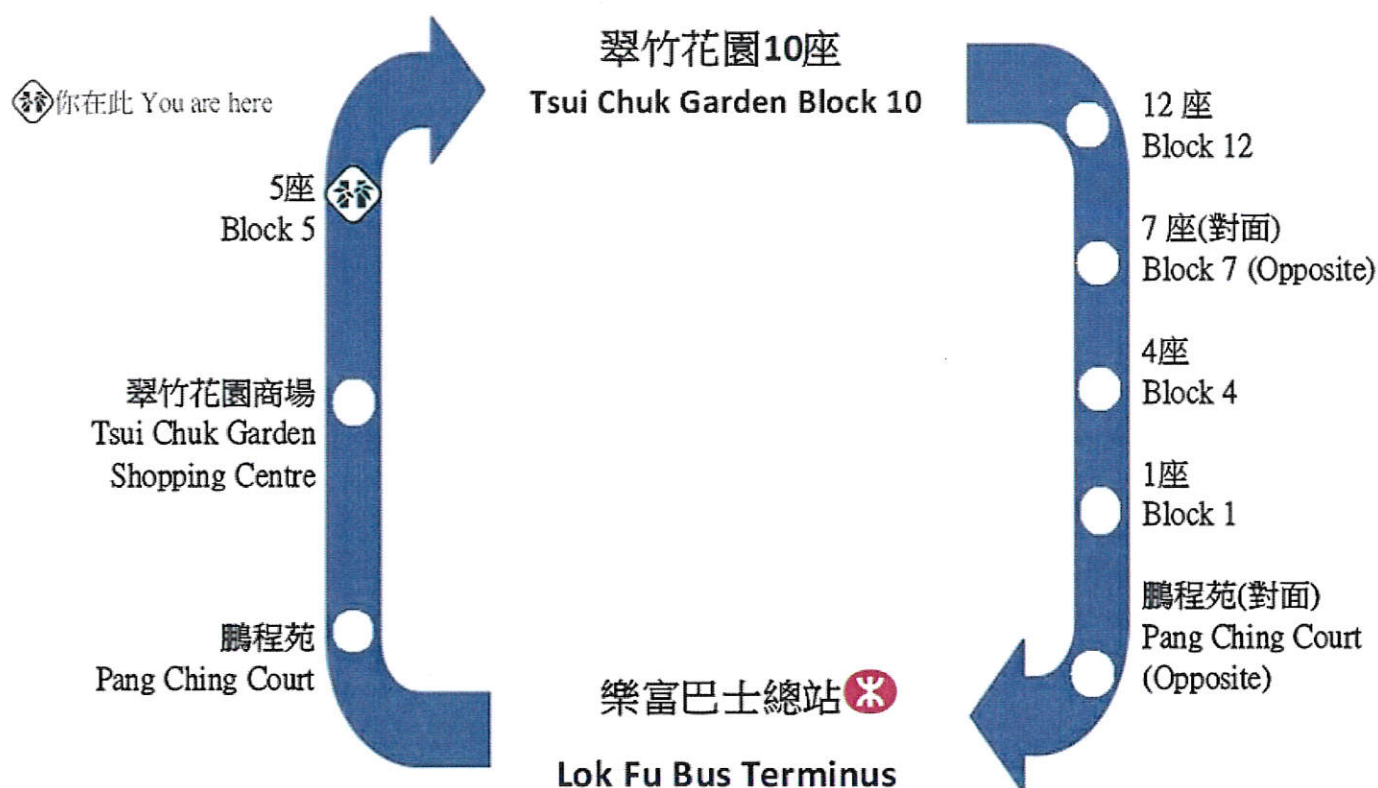 翠竹花園10座
Tsui Chuk Garden Block 10
你在此 You are here
5座
Block 5
翠竹花園商場
Tsui Chuk Garden
Shopping Centre
鵬程苑
Pang Ching Court
12 座
Block 12
7 座(對面)
Block 7 (Opposite)
4座
Block 4
1座
Block 1
鵬程苑(對面)
Pang Ching Court
(Opposite)
樂富巴士總站
Lok Fu Bus Terminus